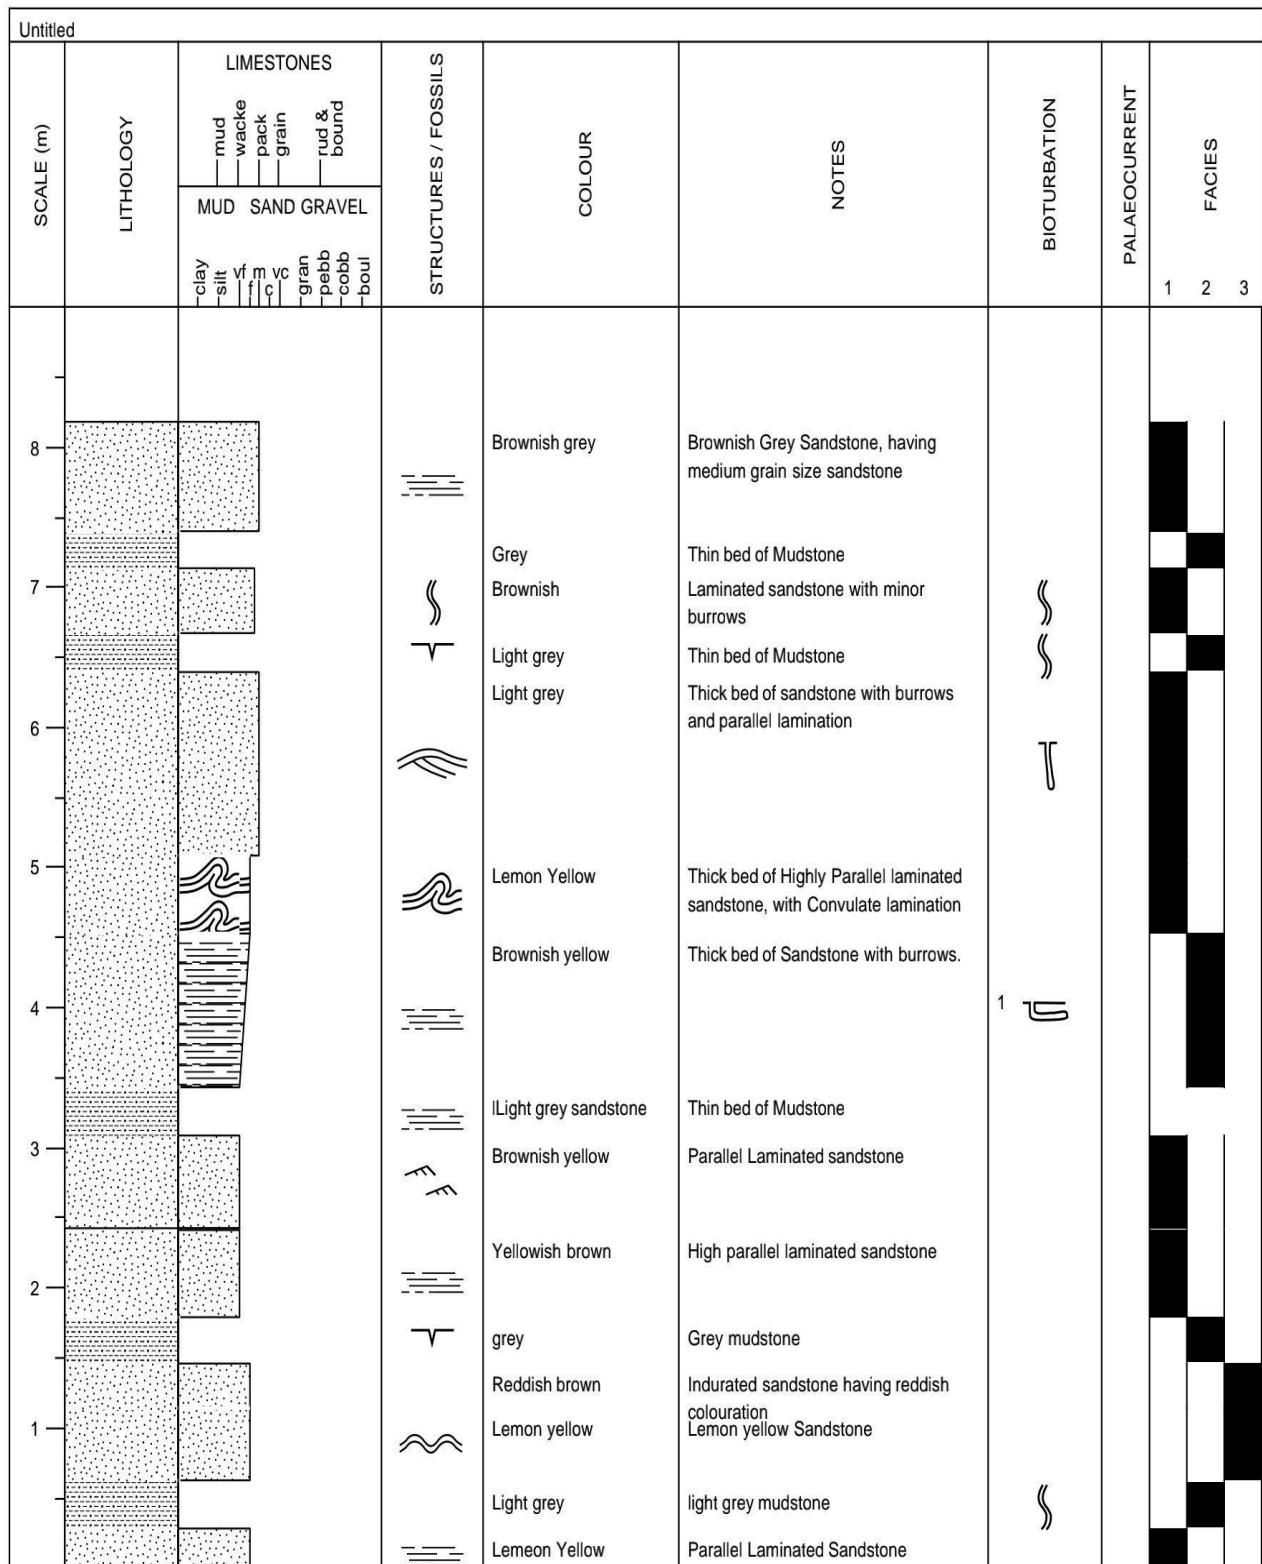 Untitled
SCALE (m)
LITHOLOGY
LIMESTONES
mud
wacke
pack
grain
rud &
bound
MUD SAND GRAVEL
clay
silt
vf
f
m
c
vc
gran
pebb
cobb
boul
STRUCTURES / FOSSILS
COLOUR
NOTES
BIOTURBATION
PALAEOCURRENT
FACIES
1 2 3
8
Brownish grey
Brownish Grey Sandstone, having
medium grain size sandstone
Grey
Thin bed of Mudstone
7
Brownish
Laminated sandstone with minor
burrows
Light grey
Thin bed of Mudstone
Light grey
Thick bed of sandstone with burrows
and parallel lamination
6
5
Lemon Yellow
Thick bed of Highly Parallel laminated
sandstone, with Convulate lamination
Brownish yellow
Thick bed of Sandstone with burrows.
4
1
lLight grey sandstone
Thin bed of Mudstone
3
Brownish yellow
Parallel Laminated sandstone
Yellowish brown
High parallel laminated sandstone
2
grey
Grey mudstone
Reddish brown
Indurated sandstone having reddish
colouration
1
Lemon yellow
Lemon yellow Sandstone
Light grey
light grey mudstone
Lemeon Yellow
Parallel Laminated Sandstone